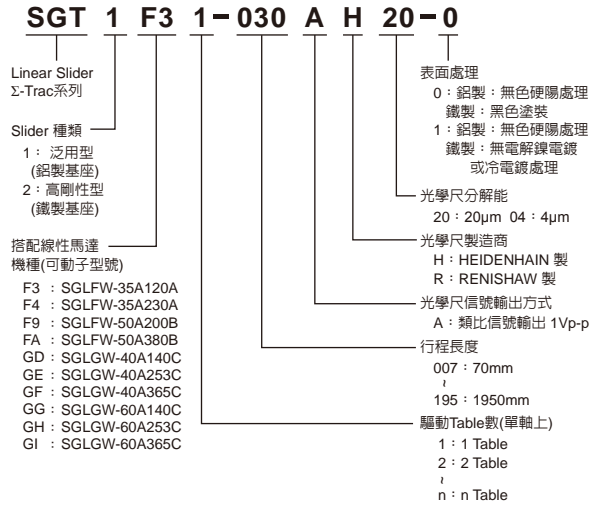 SGT 1 F3 1-030 A H 20-0
Linear Slider
Σ-Trac系列
Slider 種類
1：泛用型
(鋁製基座)
2：高剛性型
(鐵製基座)
搭配線性馬達
機種(可動子型號)
F3：SGLFW-35A120A
F4：SGLFW-35A230A
F9：SGLFW-50A200B
FA：SGLFW-50A380B
GD：SGLGW-40A140C
GE：SGLGW-40A253C
GF：SGLGW-40A365C
GG：SGLGW-60A140C
GH：SGLGW-60A253C
GI：SGLGW-60A365C
表面處理
0：鋁製：無色硬陽處理
鐵製：黑色塗裝
1：鋁製：無色硬陽處理
鐵製：無電解鎳電鍍
或冷電鍍處理
光學尺分解能
20：20μm 04：4μm
光學尺製造商
H：HEIDENHAIN 製
R：RENISHAW 製
光學尺信號輸出方式
A：類比信號輸出 1Vp-p
行程長度
007：70mm
~
195：1950mm
驅動Table數(單軸上)
1：1 Table
2：2 Table
~
n：n Table